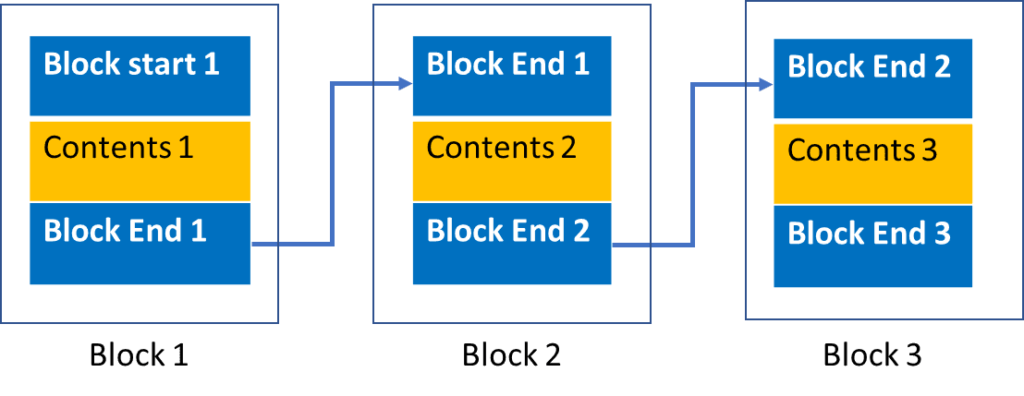 Block start 1
Contents 1
Block End 1
Block 1
Block End 1
Contents 2
Block End 2
Block 2
Block End 2
Contents 3
Block End 3
Block 3